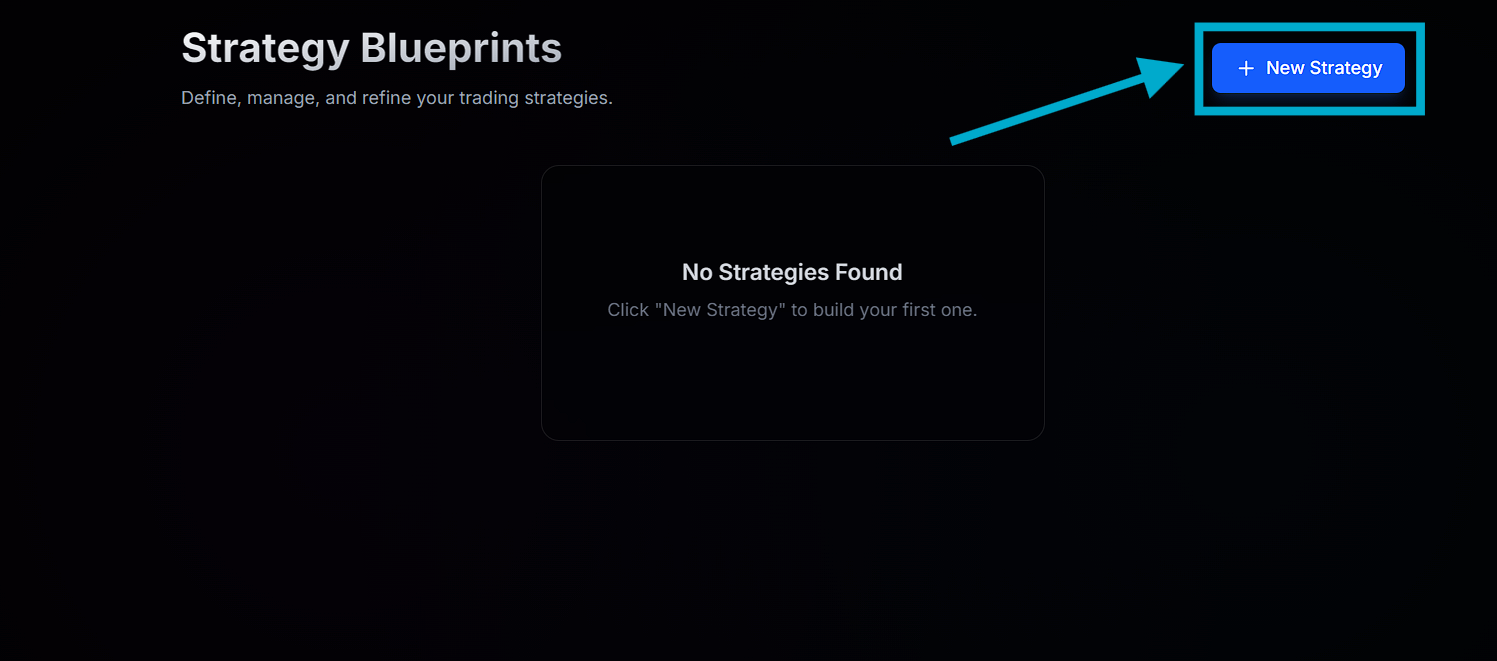 Strategy Blueprints
Define, manage, and refine your trading strategies.
+ New Strategy
No Strategies Found
Click "New Strategy" to build your first one.